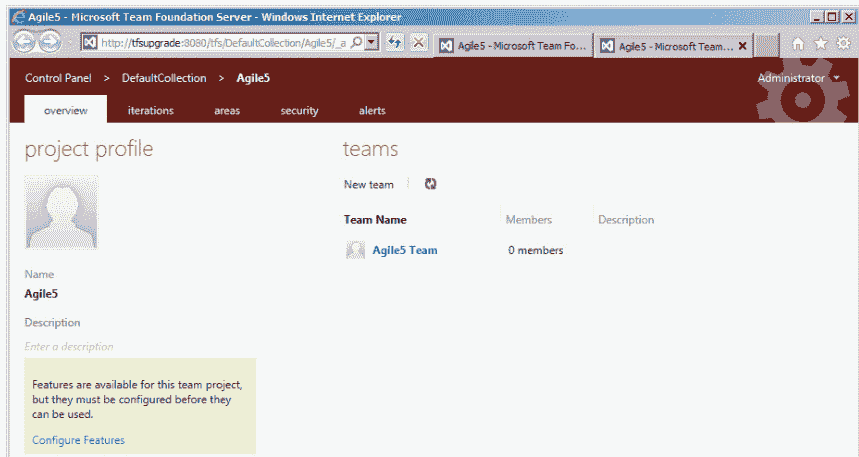 Agile5 - Microsoft Team Foundation Server - Windows Internet Explorer
http://tfsupgrade:8080/tfs/DefaultCollection/Agile5/_a
Agile5 - Microsoft Team Fo...
Agile5 - Microsoft Team...
Control Panel > DefaultCollection > Agile5
Administrator
overview iterations areas security alerts
project profile
teams
New team
Team Name Members Description
Agile5 Team 0 members
Name
Agile5
Description
Enter a description
Features are available for this team project,
but they must be configured before they
can be used.
Configure Features